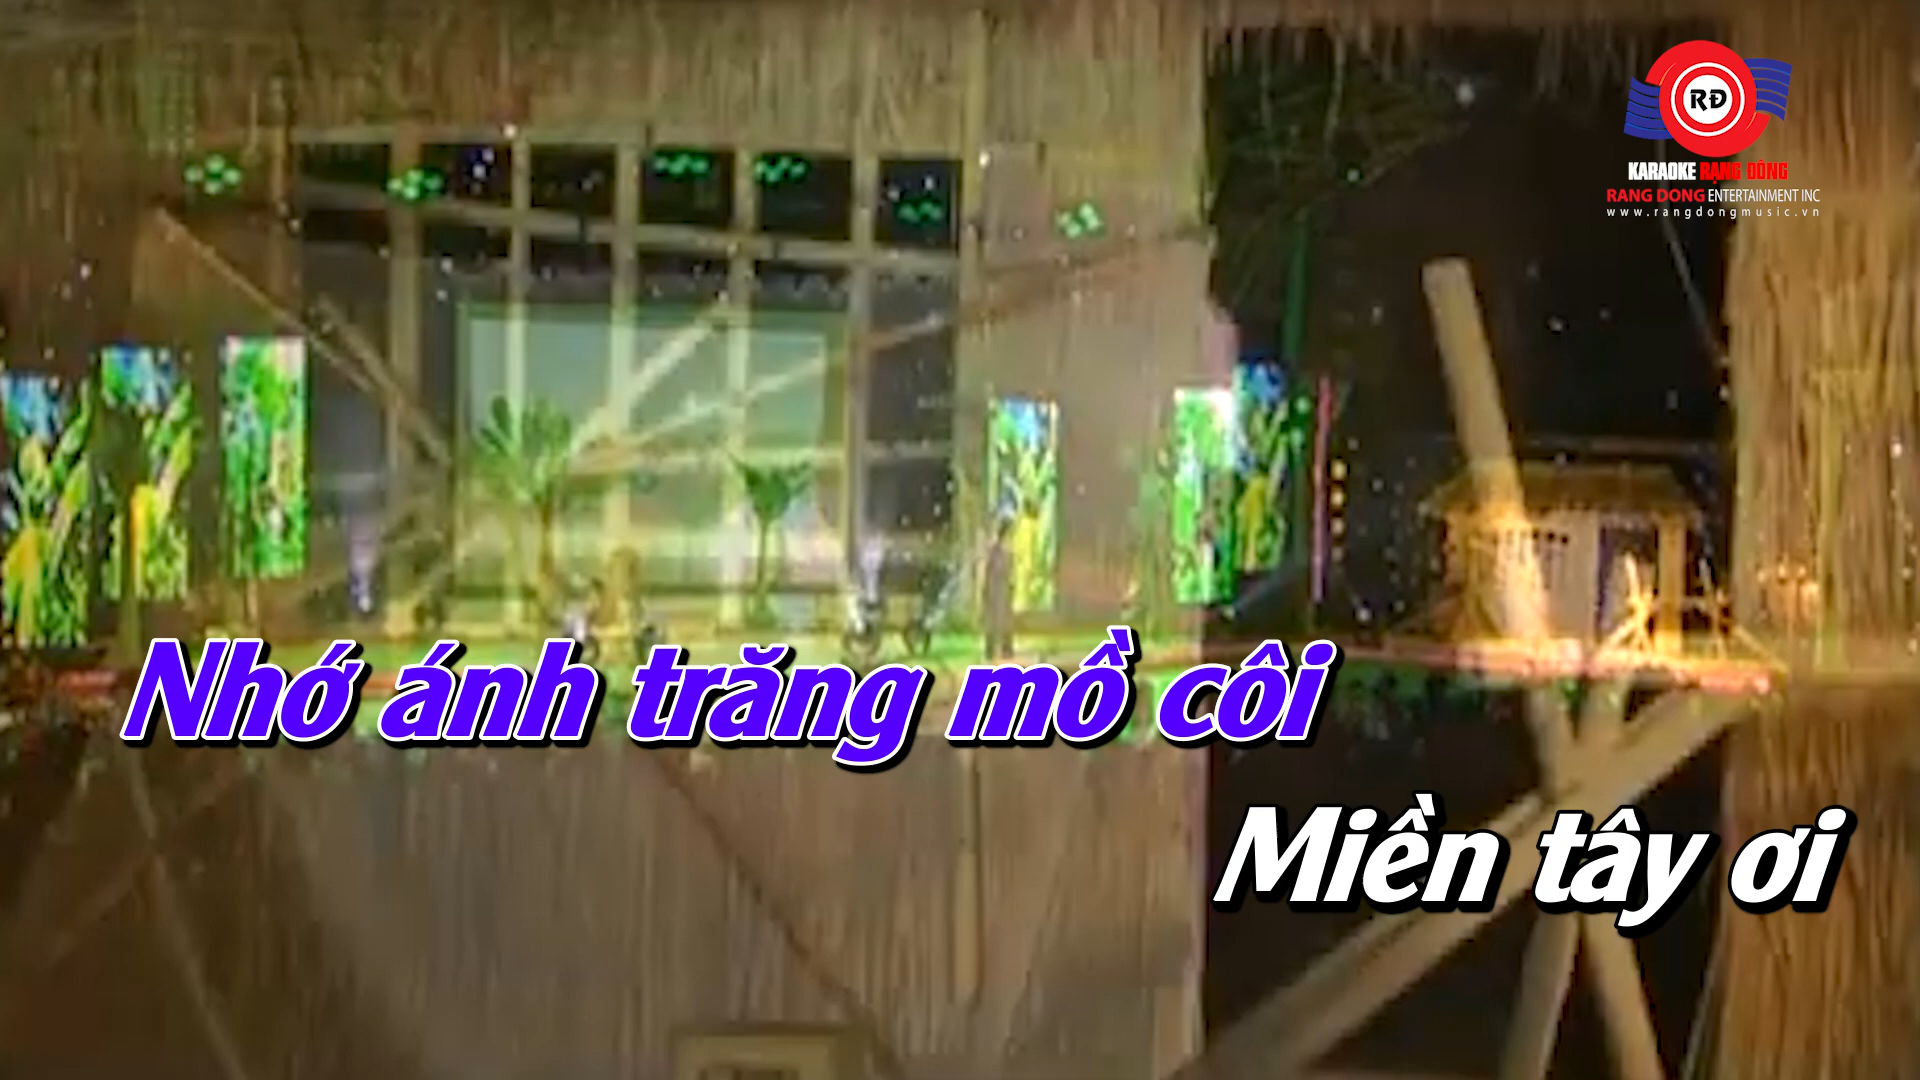 RĐ
KARAOKE RẠNG ĐÔNG
RANG DONG ENTERTAINMENT INC
www.rangdongmusic.vn
Nhớ ánh trăng mồ côi
Miền tây ơi